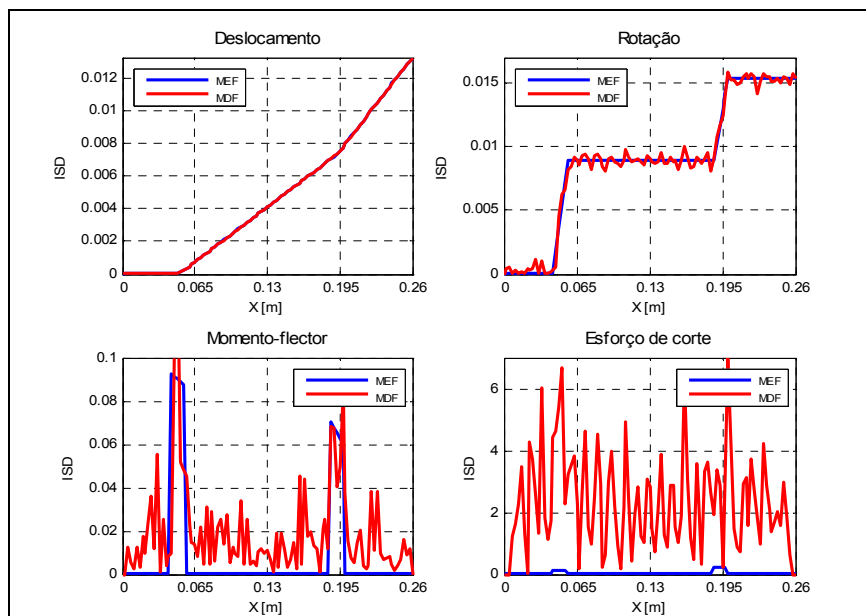 Deslocamento
0.012
0.01
0.008
0.006
0.004
0.002
0
ISD
MEF
MDF
0 0.065 0.13 0.195 0.26
X [m]
Rotação
0.015
0.01
0.005
0
ISD
MEF
MDF
0 0.065 0.13 0.195 0.26
X [m]
Momento-flector
0.1
0.08
0.06
0.04
0.02
0
ISD
MEF
MDF
0 0.065 0.13 0.195 0.26
X [m]
Esforço de corte
6
4
2
0
ISD
MEF
MDF
0 0.065 0.13 0.195 0.26
X [m]